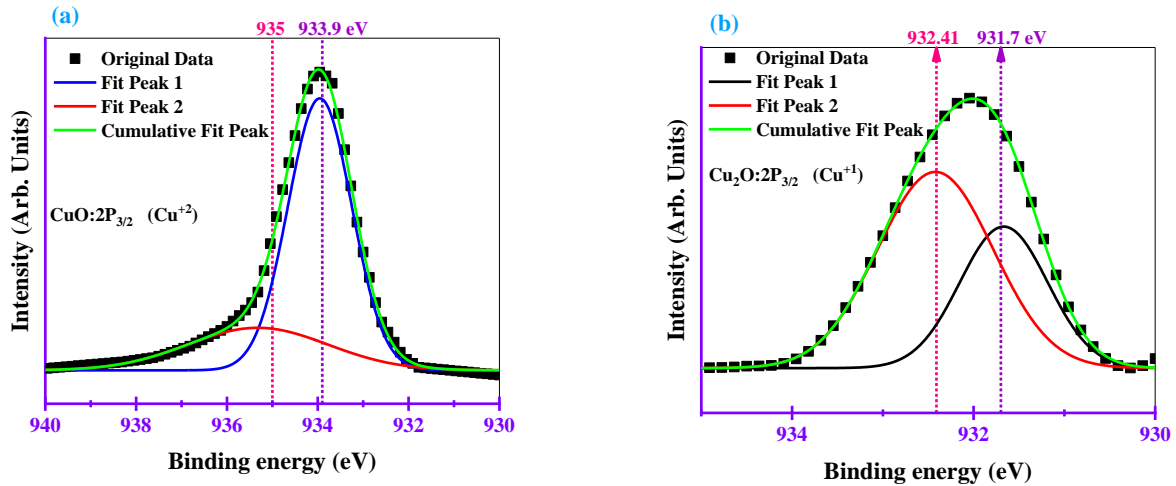 (a)
935 933.9 eV
Original Data
Fit Peak 1
Fit Peak 2
Cumulative Fit Peak
CuO:2P3/2 (Cu+2)
Intensity (Arb. Units)
940 938 936 934 932 930
Binding energy (eV)
(b)
932.41 931.7 eV
Original Data
Fit Peak 1
Fit Peak 2
Cumulative Fit Peak
Cu2O:2P3/2 (Cu+1)
Intensity (Arb. Units)
934 932 930
Binding energy (eV)